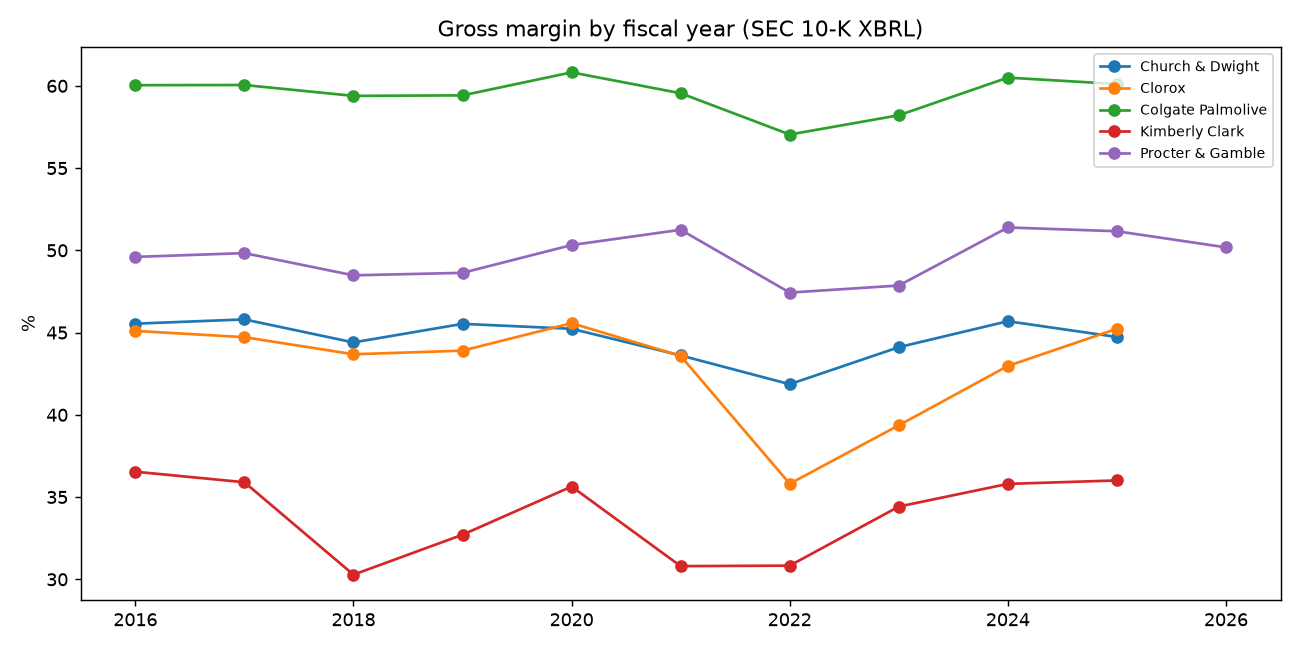 Gross margin by fiscal year (SEC 10-K XBRL)
Church & Dwight
Clorox
Colgate Palmolive
Kimberly Clark
Procter & Gamble
%
60
55
50
45
40
35
30
2016
2018
2020
2022
2024
2026